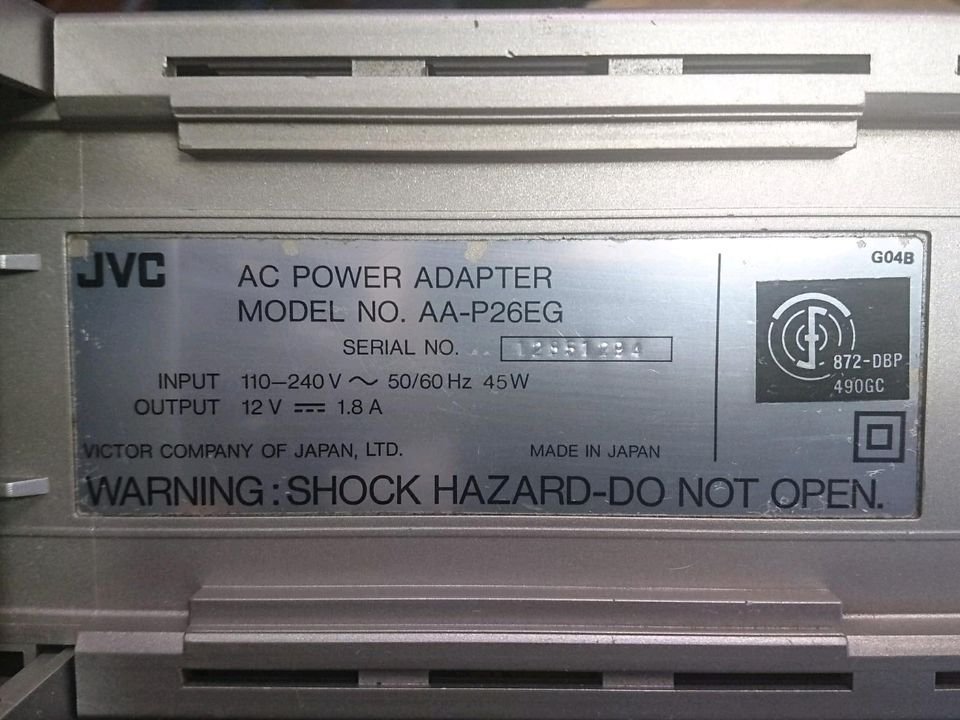 JVC
AC POWER ADAPTER
MODEL NO. AA-P26EG
SERIAL NO.
INPUT 110–240 V ~ 50/60 Hz 45 W
OUTPUT 12 V ⎓ 1.8 A
VICTOR COMPANY OF JAPAN, LTD. MADE IN JAPAN
WARNING : SHOCK HAZARD-DO NOT OPEN.
G04B
872-DBP
490GC